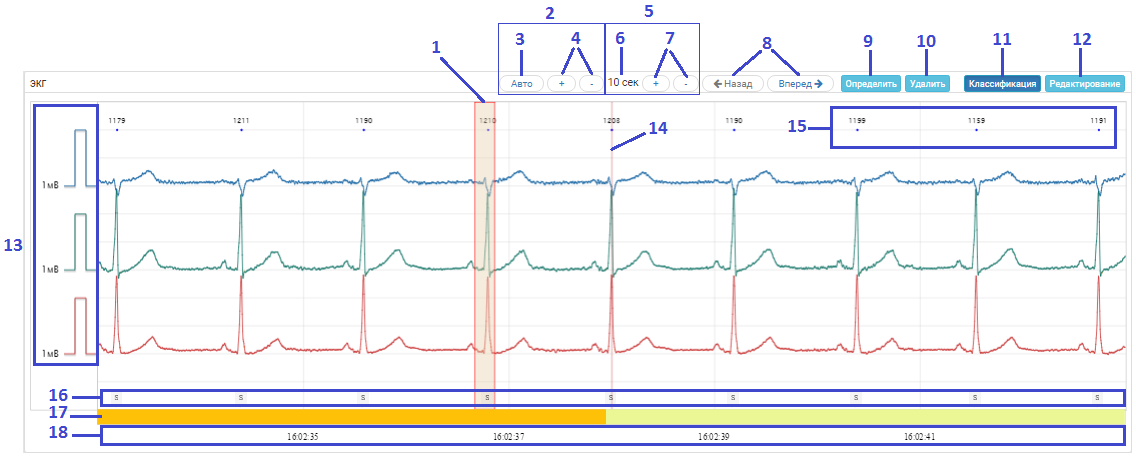 2
5
1
3
4
6
7
8
9
10
11
12
ЭКГ
Авто
+
-
10 сек
+
-
Назад
Вперед
Определить
Удалить
Классификация
Редактирование
1179
1211
1190
1210
1208
1190
1199
1159
1191
14
15
1мВ
13
1мВ
1мВ
16
S
S
S
S
S
S
S
S
S
17
18
16:02:35
16:02:37
16:02:39
16:02:41